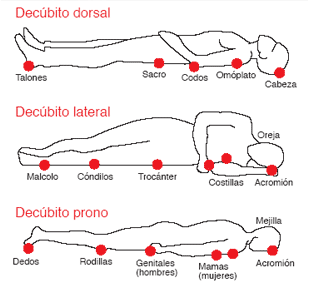 Decúbito dorsal
Talones
Sacro
Codos
Omóplato
Cabeza
Decúbito lateral
Oreja
Malcolo
Cóndilos
Trocánter
Costillas
Acromión
Decúbito prono
Mejilla
Dedos
Rodillas
Genitales
(hombres)
Mamas
(mujeres)
Acromión